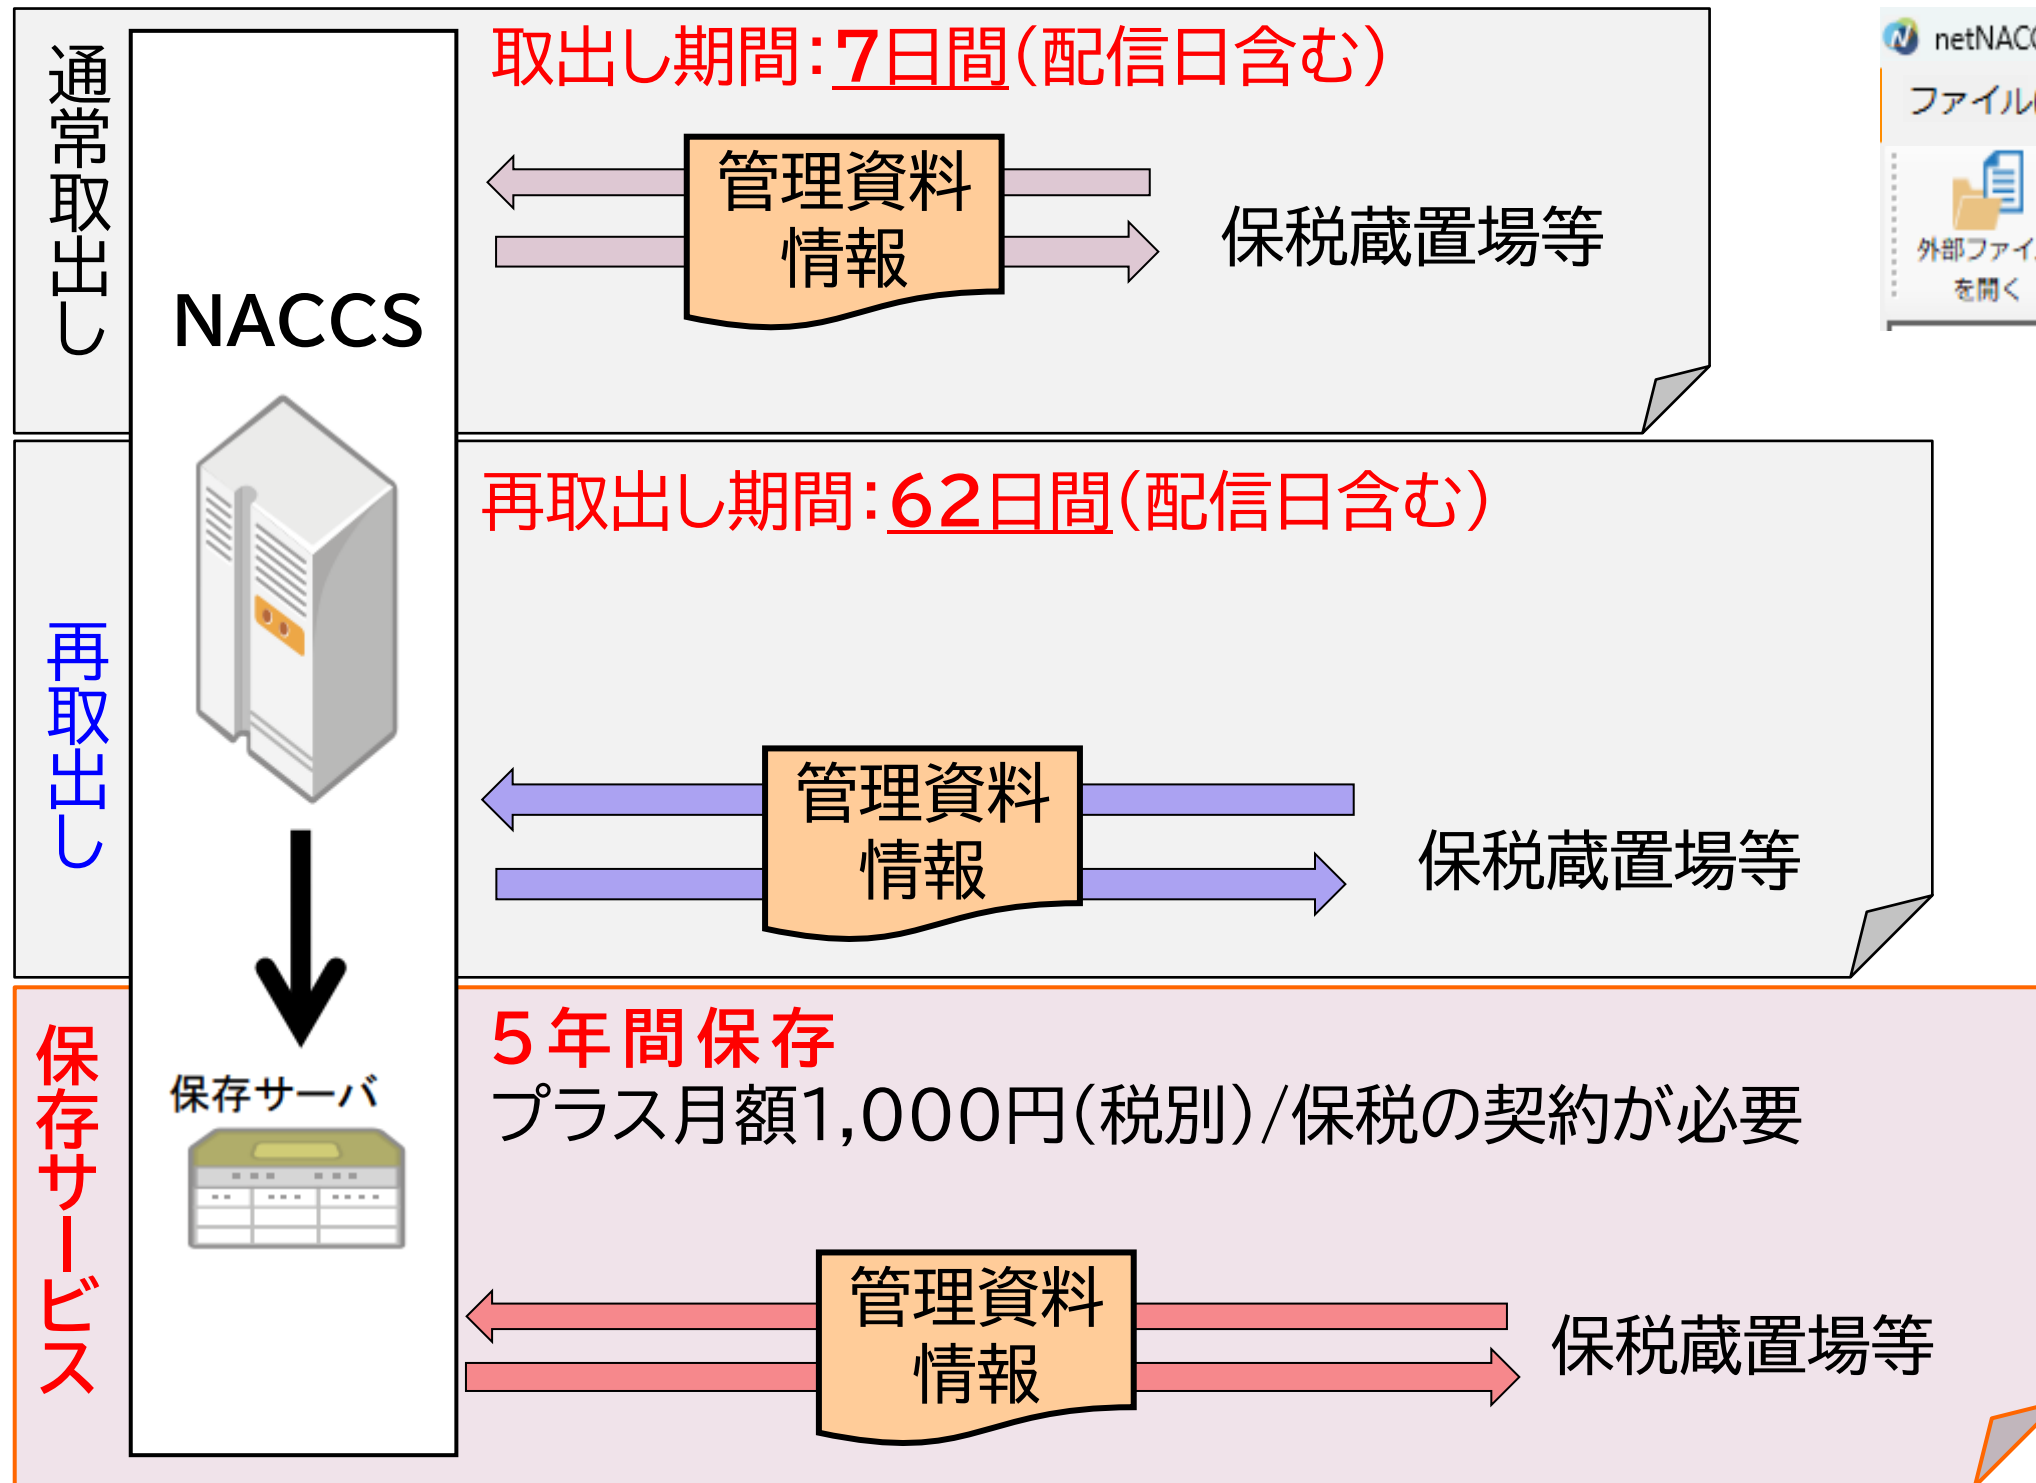 通常取出し
取出し期間：7日間（配信日含む）
管理資料
情報
保税蔵置場等
NACCS
再取出し
再取出し期間：62日間（配信日含む）
管理資料
情報
保税蔵置場等
保存サービス
保存サーバ
5年間保存
プラス月額1,000円（税別）/保税の契約が必要
管理資料
情報
保税蔵置場等
netNAC
ファイル
外部ファイ
を開く